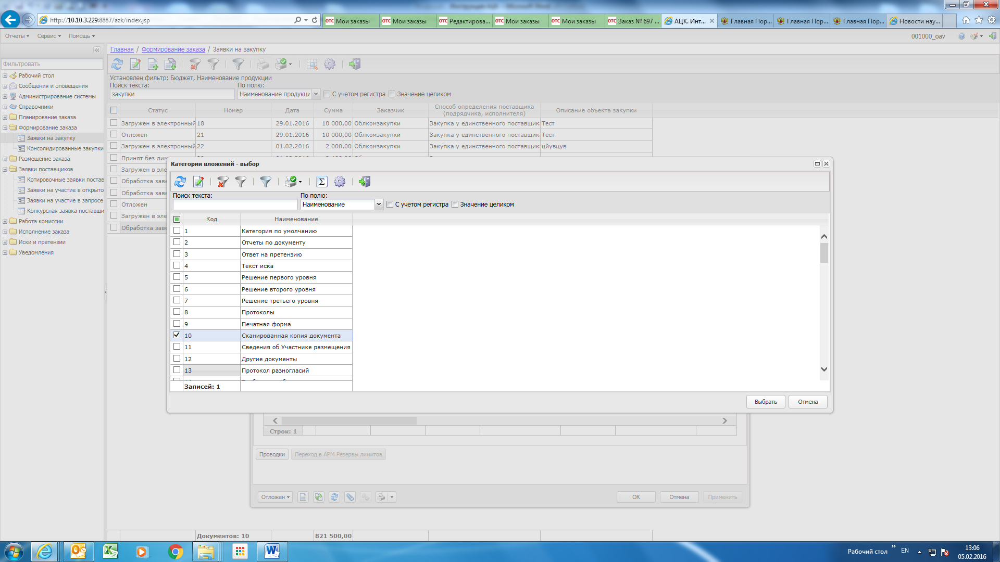 http://10.10.3.229:8887/azk/index.jsp
отс Мои заказы
отс Мои заказы
отс Редактирова...
отс Мои заказы
отс Мои заказы
отс Заказ № 697 ...
АЦК. Инт...
Главная Пор...
Главная Пор...
Главная Пор...
Новости нау...
Отчеты Сервис Помощь
001000_oav
Фильтровать
Рабочий стол
Сообщения и оповещения
Администрирование системы
Справочники
Планирование заказа
Формирование заказа
Заявки на закупку
Консолидированные закупки
Размещение заказа
Заявки поставщиков
Котировочные заявки постав
Заявки на участие в открыто
Заявки на участие в запросе
Конкурсная заявка поставщи
Работа комиссии
Исполнение заказа
Иски и претензии
Уведомления
Главная / Формирование заказа / Заявки на закупку
Установлен фильтр: Бюджет, Наименование продукции
Поиск текста: По полю:
закупки Наименование продукци С учетом регистра Значение целиком
Статус Номер Дата Сумма Заказчик Способ определения поставщика (подрядчика, исполнителя) Описание объекта закупки
Загружен в электронный 18 29.01.2016 10 000,00 Облкомзакупки Закупка у единственного поставщик Тест
Отложен 21 29.01.2016 10 000,00 Облкомзакупки Закупка у единственного поставщик Тест
Загружен в электронный 22 01.02.2016 2 000,00 Облкомзакупки Закупка у единственного поставщик цйувцув
Принят без лим
Загружен в эле
Обработка заве
Обработка заве
Отложен
Загружен в эле
Обработка заве
Категории вложений - выбор
Поиск текста: По полю:
Наименование С учетом регистра Значение целиком
Код Наименование
1 Категория по умолчанию
2 Отчеты по документу
3 Ответ на претензию
4 Текст иска
5 Решение первого уровня
6 Решение второго уровня
7 Решение третьего уровня
8 Протоколы
9 Печатная форма
10 Сканированная копия документа
11 Сведения об Участнике размещения
12 Другие документы
13 Протокол разногласий
Записей: 1
Выбрать Отмена
Строк: 1
Проводки Переход в АРМ Резервы лимитов
Отложен OK Отмена Применить
Документов: 10 821 500,00
Рабочий стол EN 13:06
05.02.2016